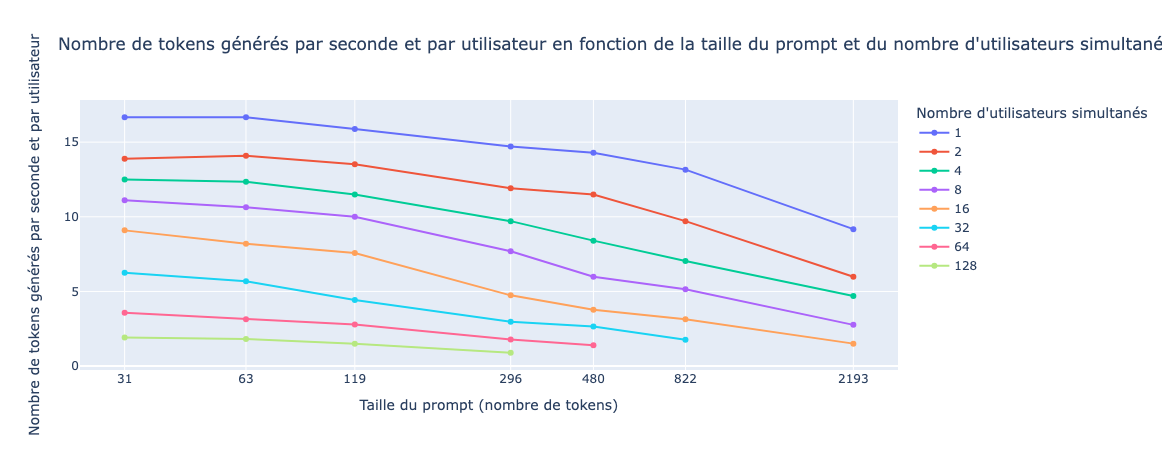 Nombre de tokens générés par seconde et par utilisateur en fonction de la taille du prompt et du nombre d'utilisateurs simultané
Nombre de tokens générés par seconde et par utilisateur
15
10
5
0
31 63 119 296 480 822 2193
Taille du prompt (nombre de tokens)
Nombre d'utilisateurs simultanés
1
2
4
8
16
32
64
128